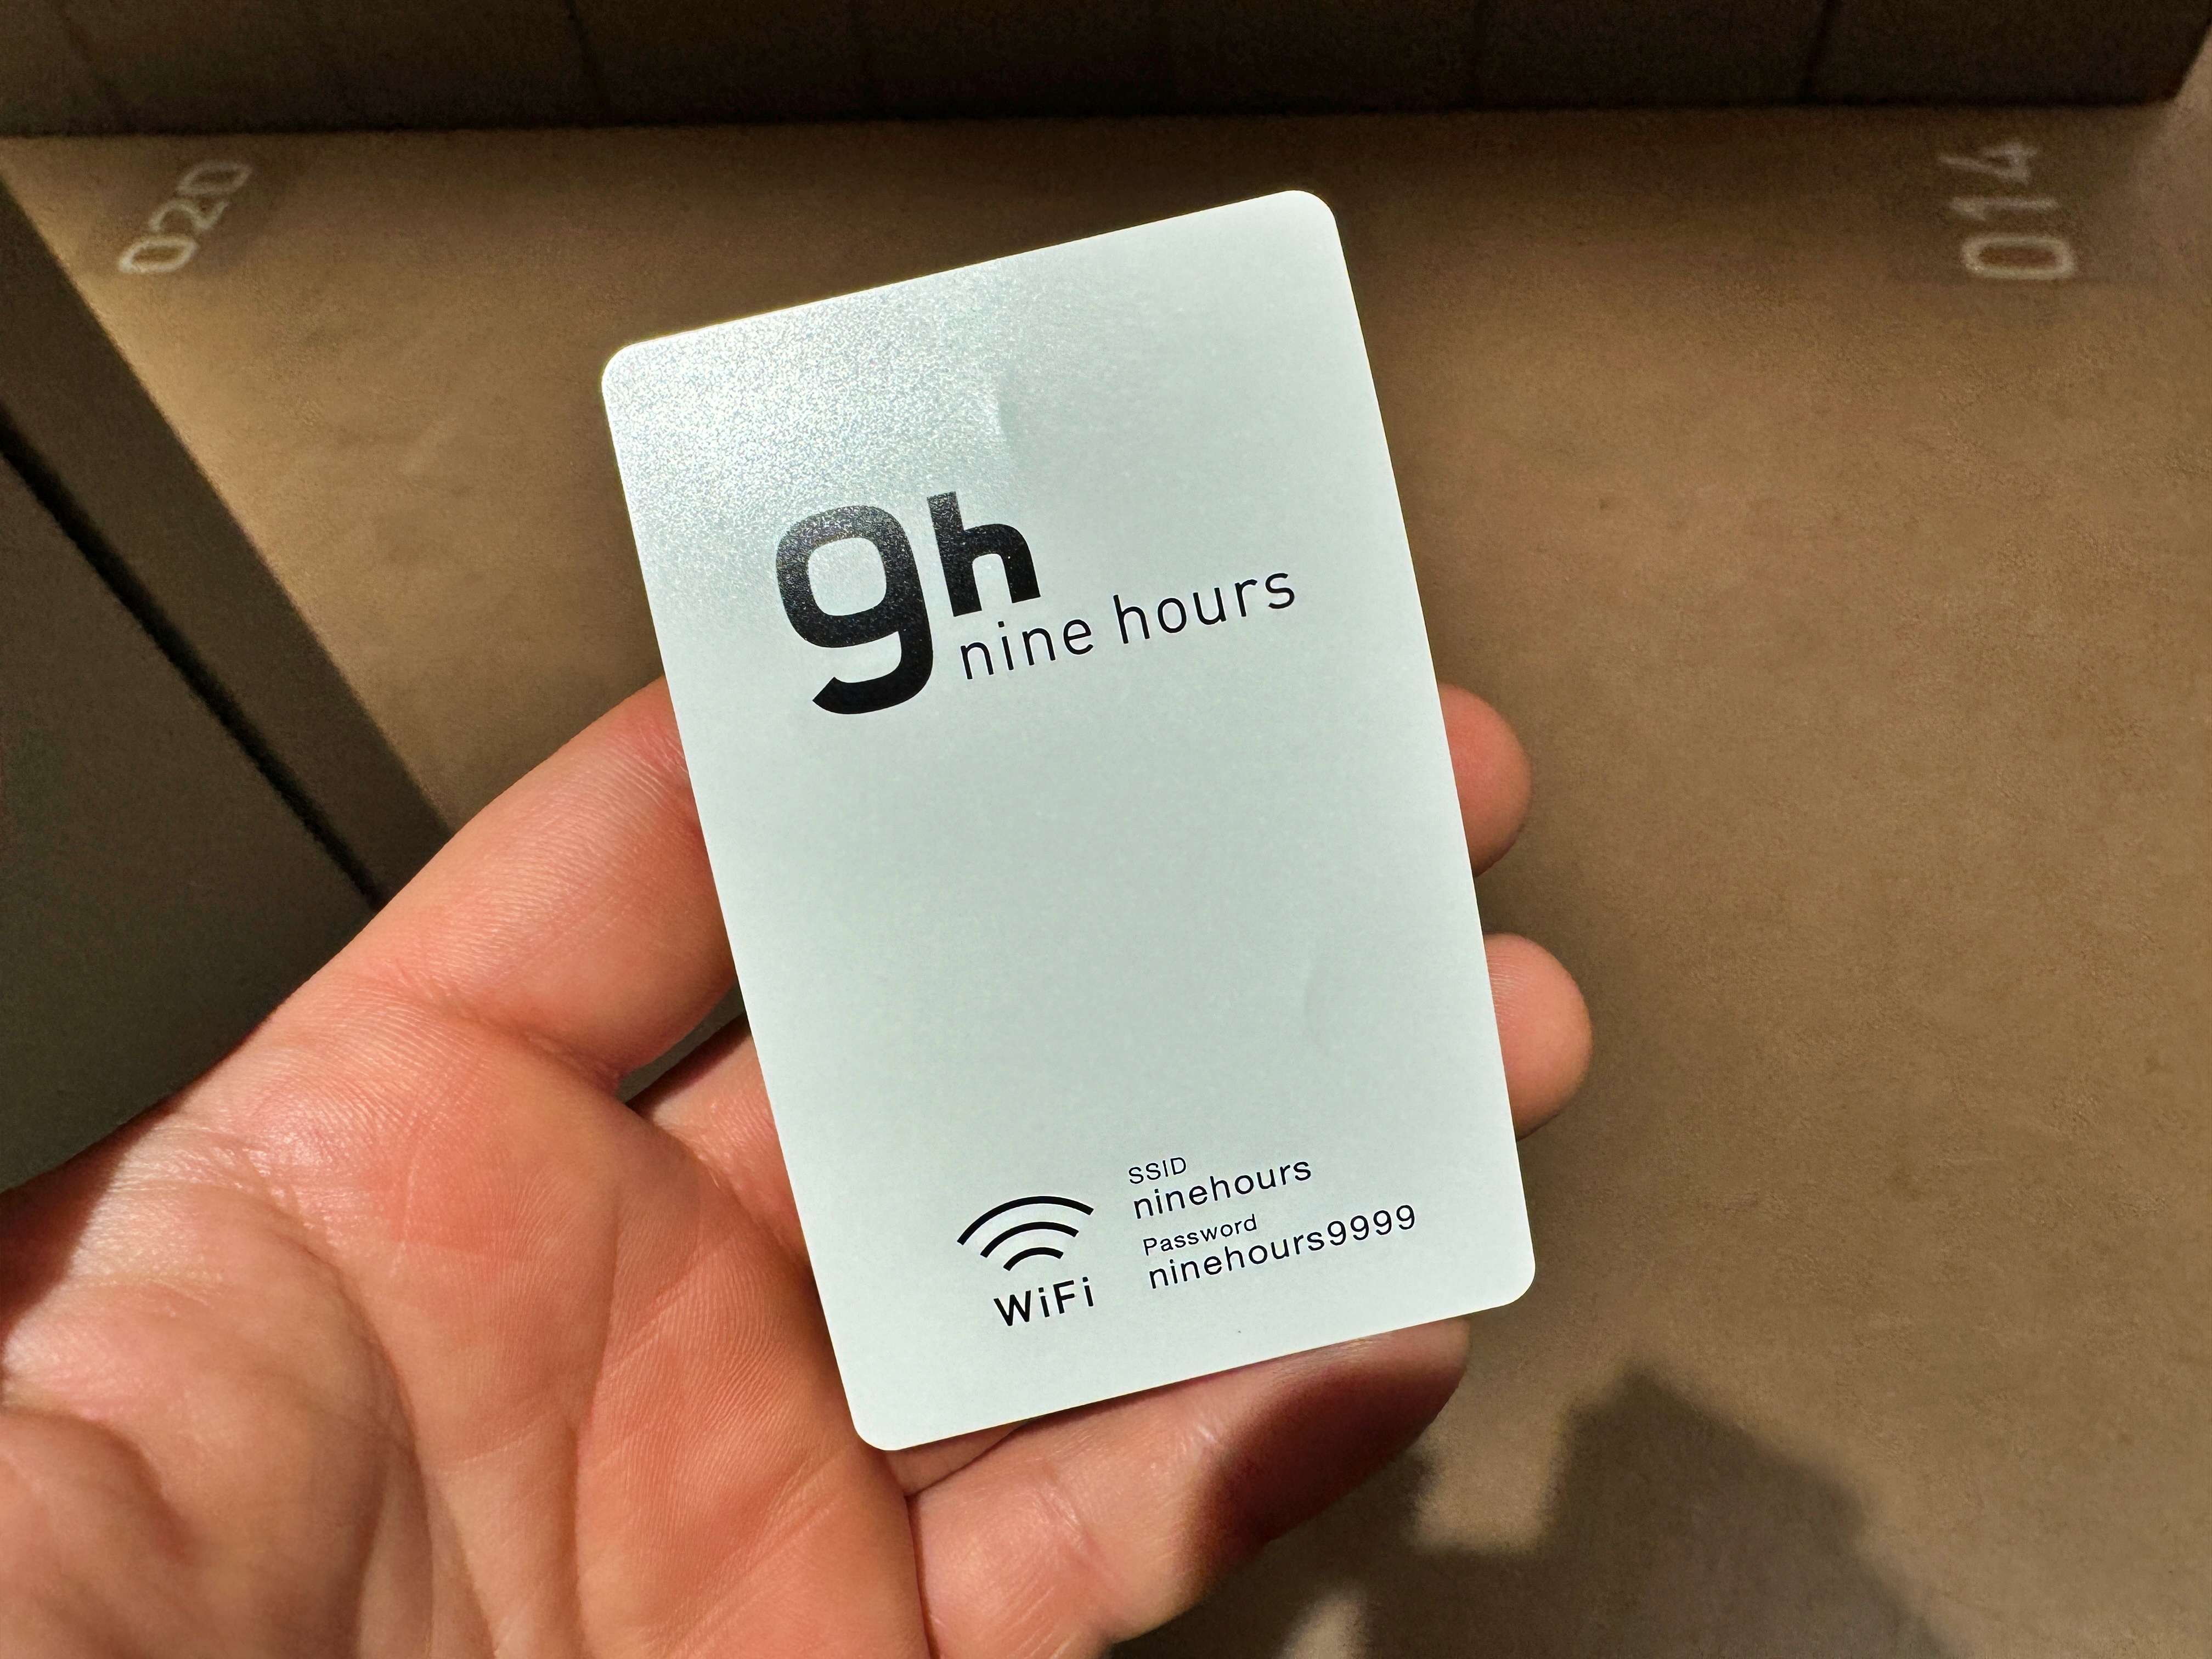 020
014
9h
nine hours
SSID
ninehours
Password
ninehours9999
WiFi